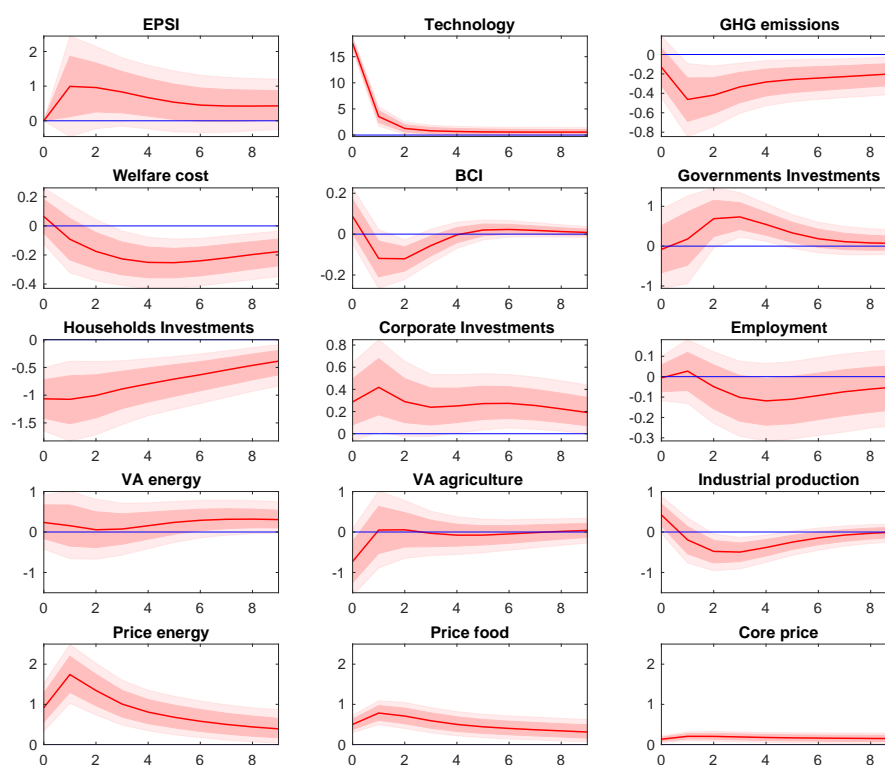 EPSI
Technology
GHG emissions
2
1
0
0 2 4 6 8
15
10
5
0
0 2 4 6 8
0
-0.2
-0.4
-0.6
-0.8
0 2 4 6 8
Welfare cost
BCI
Governments Investments
0.2
0
-0.2
-0.4
0 2 4 6 8
0.2
0
-0.2
0 2 4 6 8
1
0
-1
0 2 4 6 8
Households Investments
Corporate Investments
Employment
0
-0.5
-1
-1.5
0 2 4 6 8
0.8
0.6
0.4
0.2
0
0 2 4 6 8
0.1
0
-0.1
-0.2
-0.3
0 2 4 6 8
VA energy
VA agriculture
Industrial production
1
0
-1
0 2 4 6 8
1
0
-1
0 2 4 6 8
1
0
-1
0 2 4 6 8
Price energy
Price food
Core price
2
1
0
0 2 4 6 8
2
1
0
0 2 4 6 8
2
1
0
0 2 4 6 8